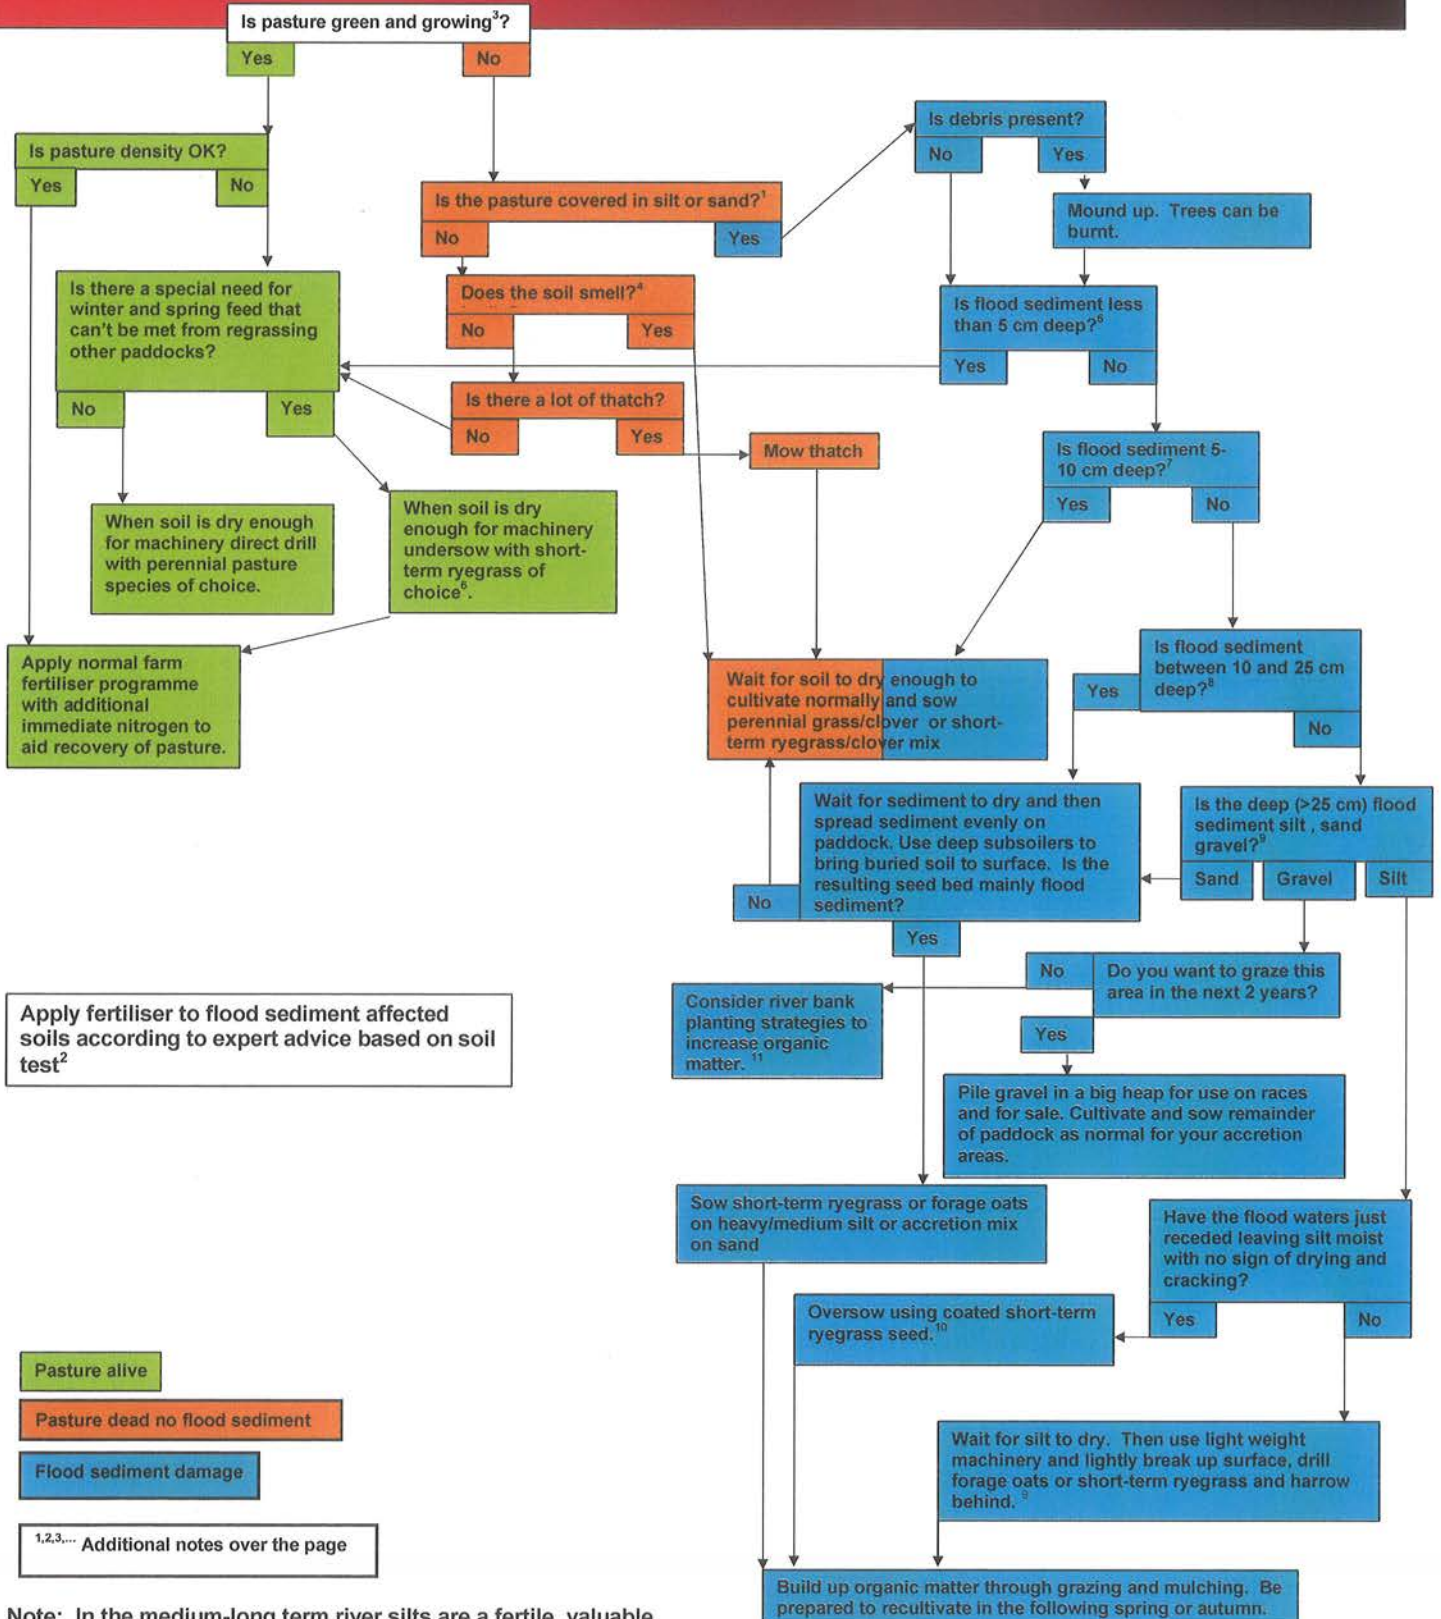 Is pasture green and growing³?
Yes
No
Is pasture density OK?
Yes
No
Is the pasture covered in silt or sand?¹
No
Yes
Is debris present?
No
Yes
Mound up. Trees can be
burnt.
Is there a special need for
winter and spring feed that
can't be met from regrassing
other paddocks?
No
Yes
Does the soil smell?⁴
No
Yes
Is there a lot of thatch?
No
Yes
Mow thatch
Is flood sediment less
than 5 cm deep?⁶
Yes
No
Is flood sediment 5-
10 cm deep?⁷
Yes
No
When soil is dry enough
for machinery direct drill
with perennial pasture
species of choice.
When soil is dry
enough for machinery
undersow with short-
term ryegrass of
choice⁶.
Apply normal farm
fertiliser programme
with additional
immediate nitrogen to
aid recovery of pasture.
Wait for soil to dry enough to
cultivate normally and sow
perennial grass/clover or short-
term ryegrass/clover mix
Is flood sediment
between 10 and 25 cm
deep?⁸
Yes
No
Wait for sediment to dry and then
spread sediment evenly on
paddock. Use deep subsoilers to
bring buried soil to surface. Is the
resulting seed bed mainly flood
sediment?
No
Yes
Is the deep (>25 cm) flood
sediment silt , sand
gravel?⁹
Sand
Gravel
Silt
No
Do you want to graze this
area in the next 2 years?
Yes
Consider river bank
planting strategies to
increase organic
matter. ¹¹
Apply fertiliser to flood sediment affected
soils according to expert advice based on soil
test²
Pile gravel in a big heap for use on races
and for sale. Cultivate and sow remainder
of paddock as normal for your accretion
areas.
Sow short-term ryegrass or forage oats
on heavy/medium silt or accretion mix
on sand
Have the flood waters just
receded leaving silt moist
with no sign of drying and
cracking?
Yes
No
Oversow using coated short-term
ryegrass seed.¹⁰
Pasture alive
Pasture dead no flood sediment
Flood sediment damage
Wait for silt to dry. Then use light weight
machinery and lightly break up surface, drill
forage oats or short-term ryegrass and harrow
behind. ⁹
¹,²,³,... Additional notes over the page
Build up organic matter through grazing and mulching. Be
prepared to recultivate in the following spring or autumn.
Note: In the medium-long term river silts are a fertile, valuable